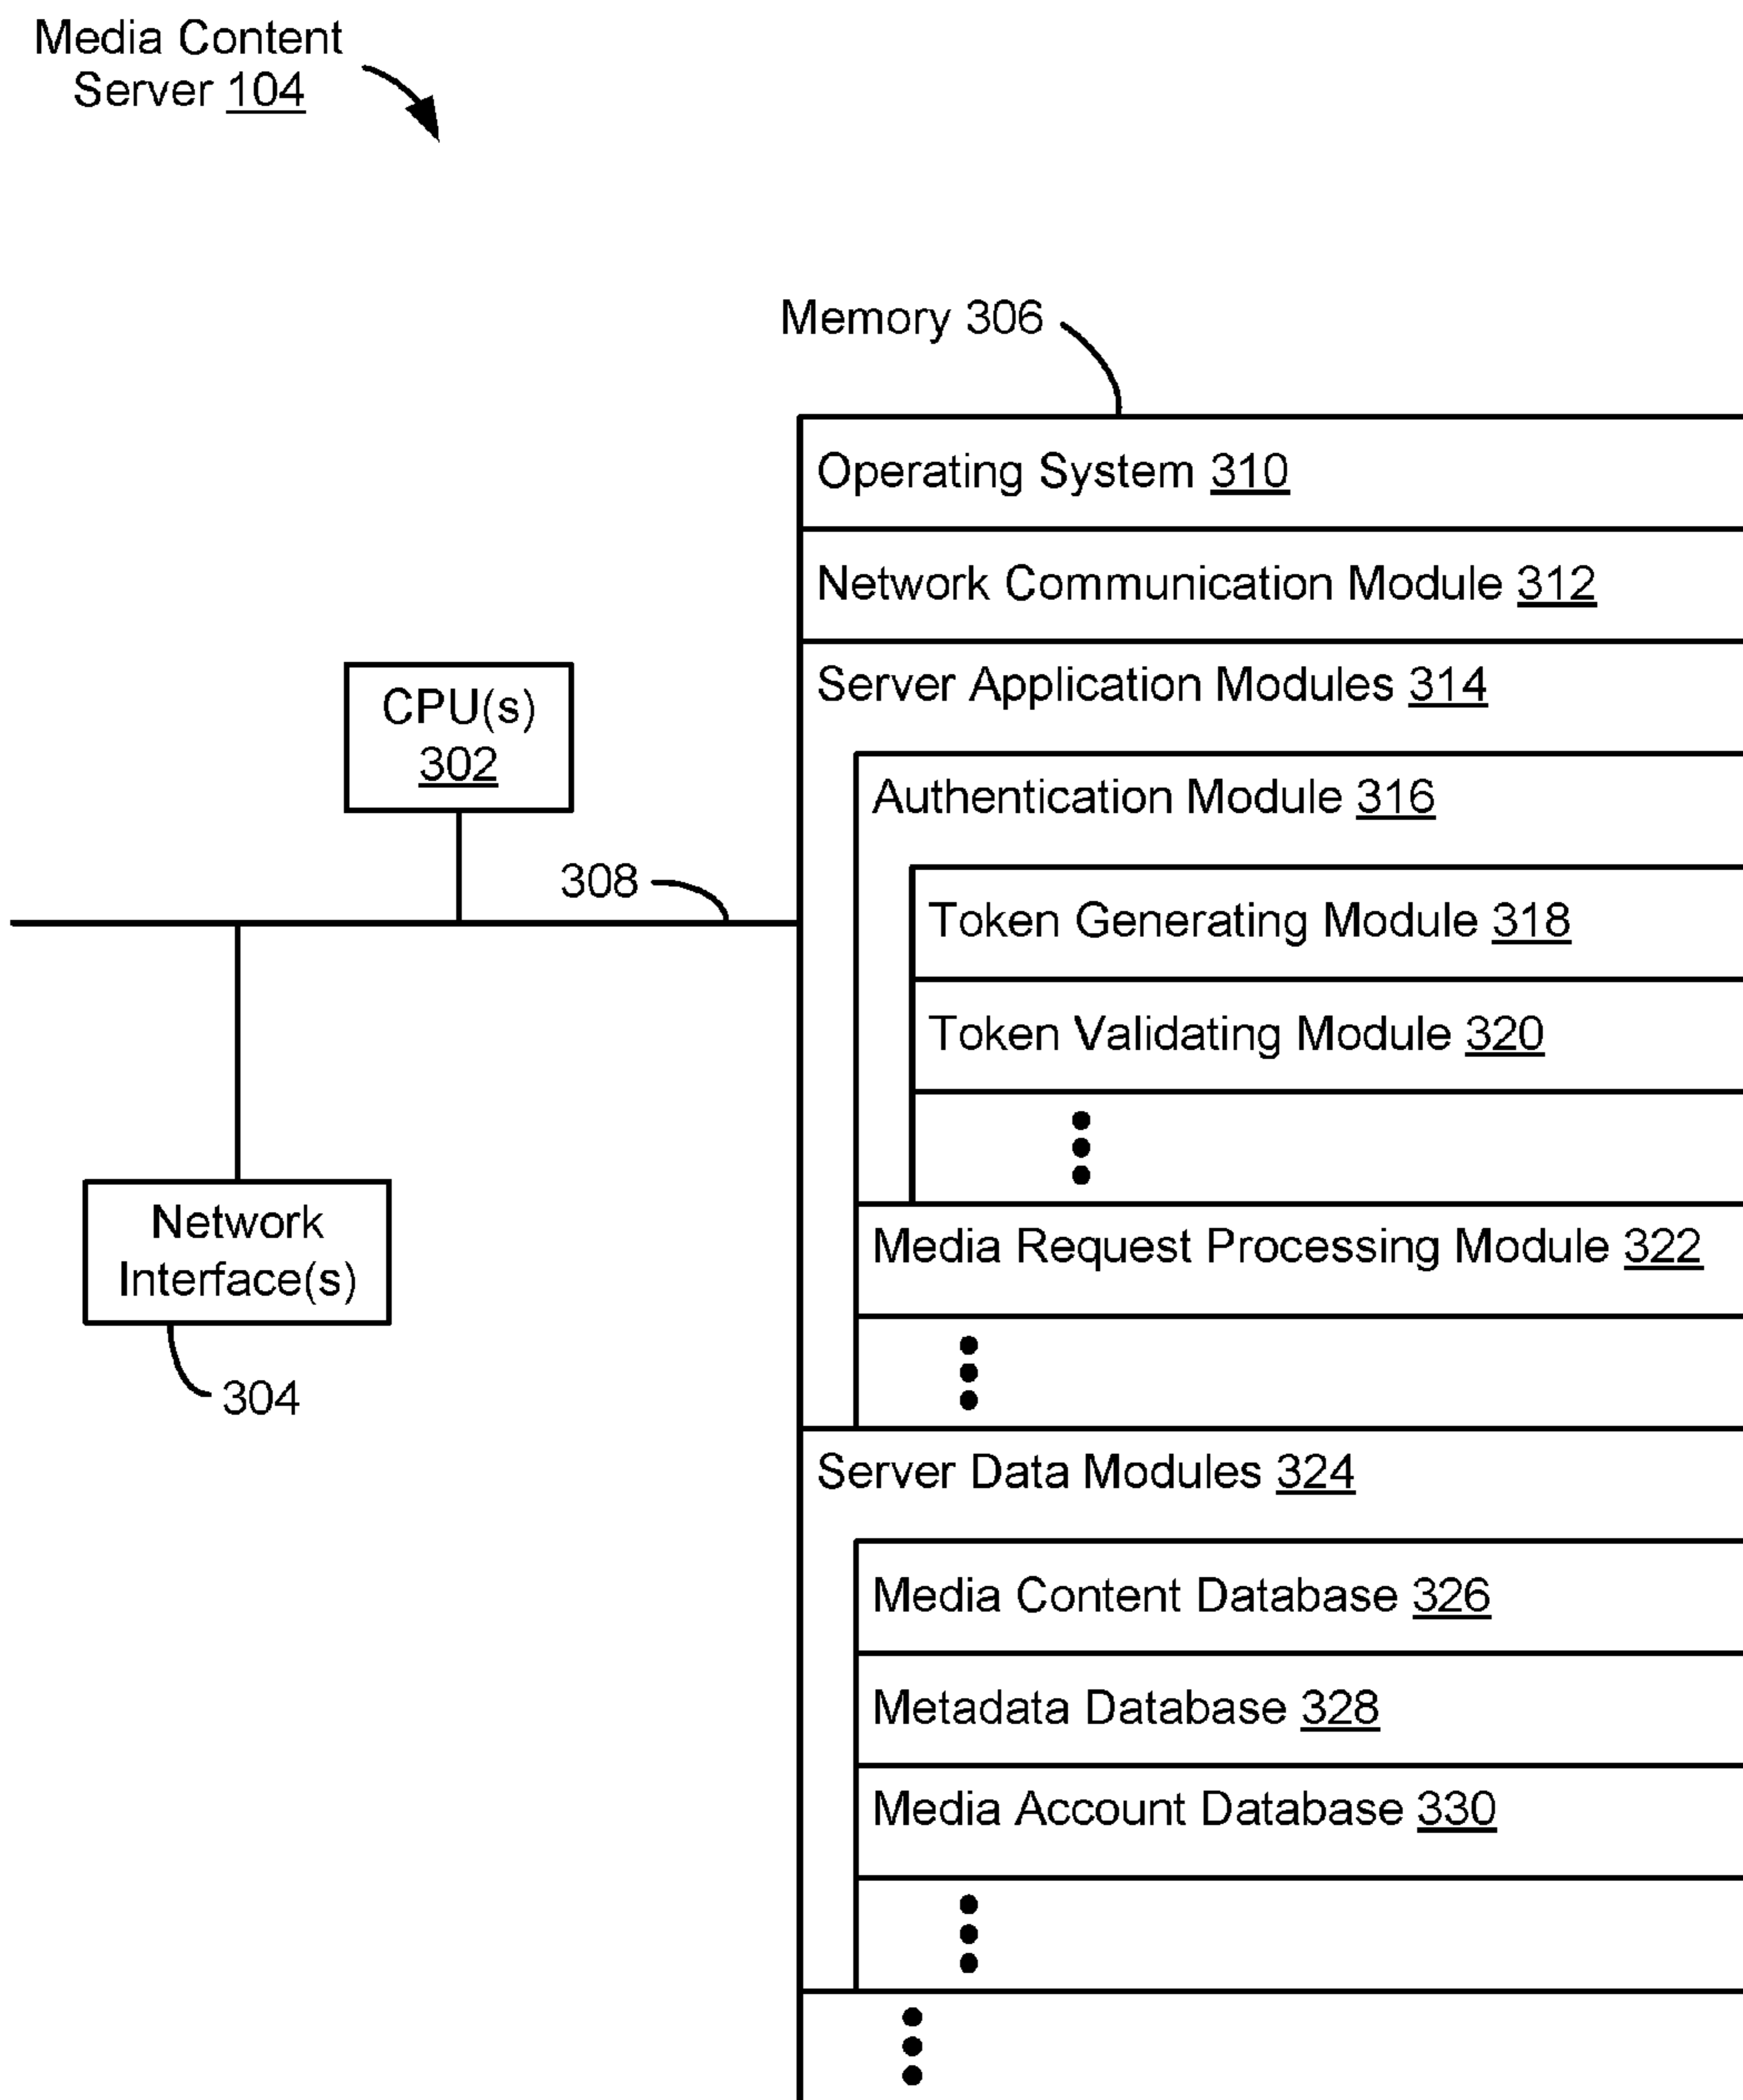 Media Content
Server 104
Memory 306
Operating System 310
Network Communication Module 312
Server Application Modules 314
CPU(s)
302
Authentication Module 316
308
Token Generating Module 318
Token Validating Module 320
Network
Interface(s)
Media Request Processing Module 322
304
Server Data Modules 324
Media Content Database 326
Metadata Database 328
Media Account Database 330